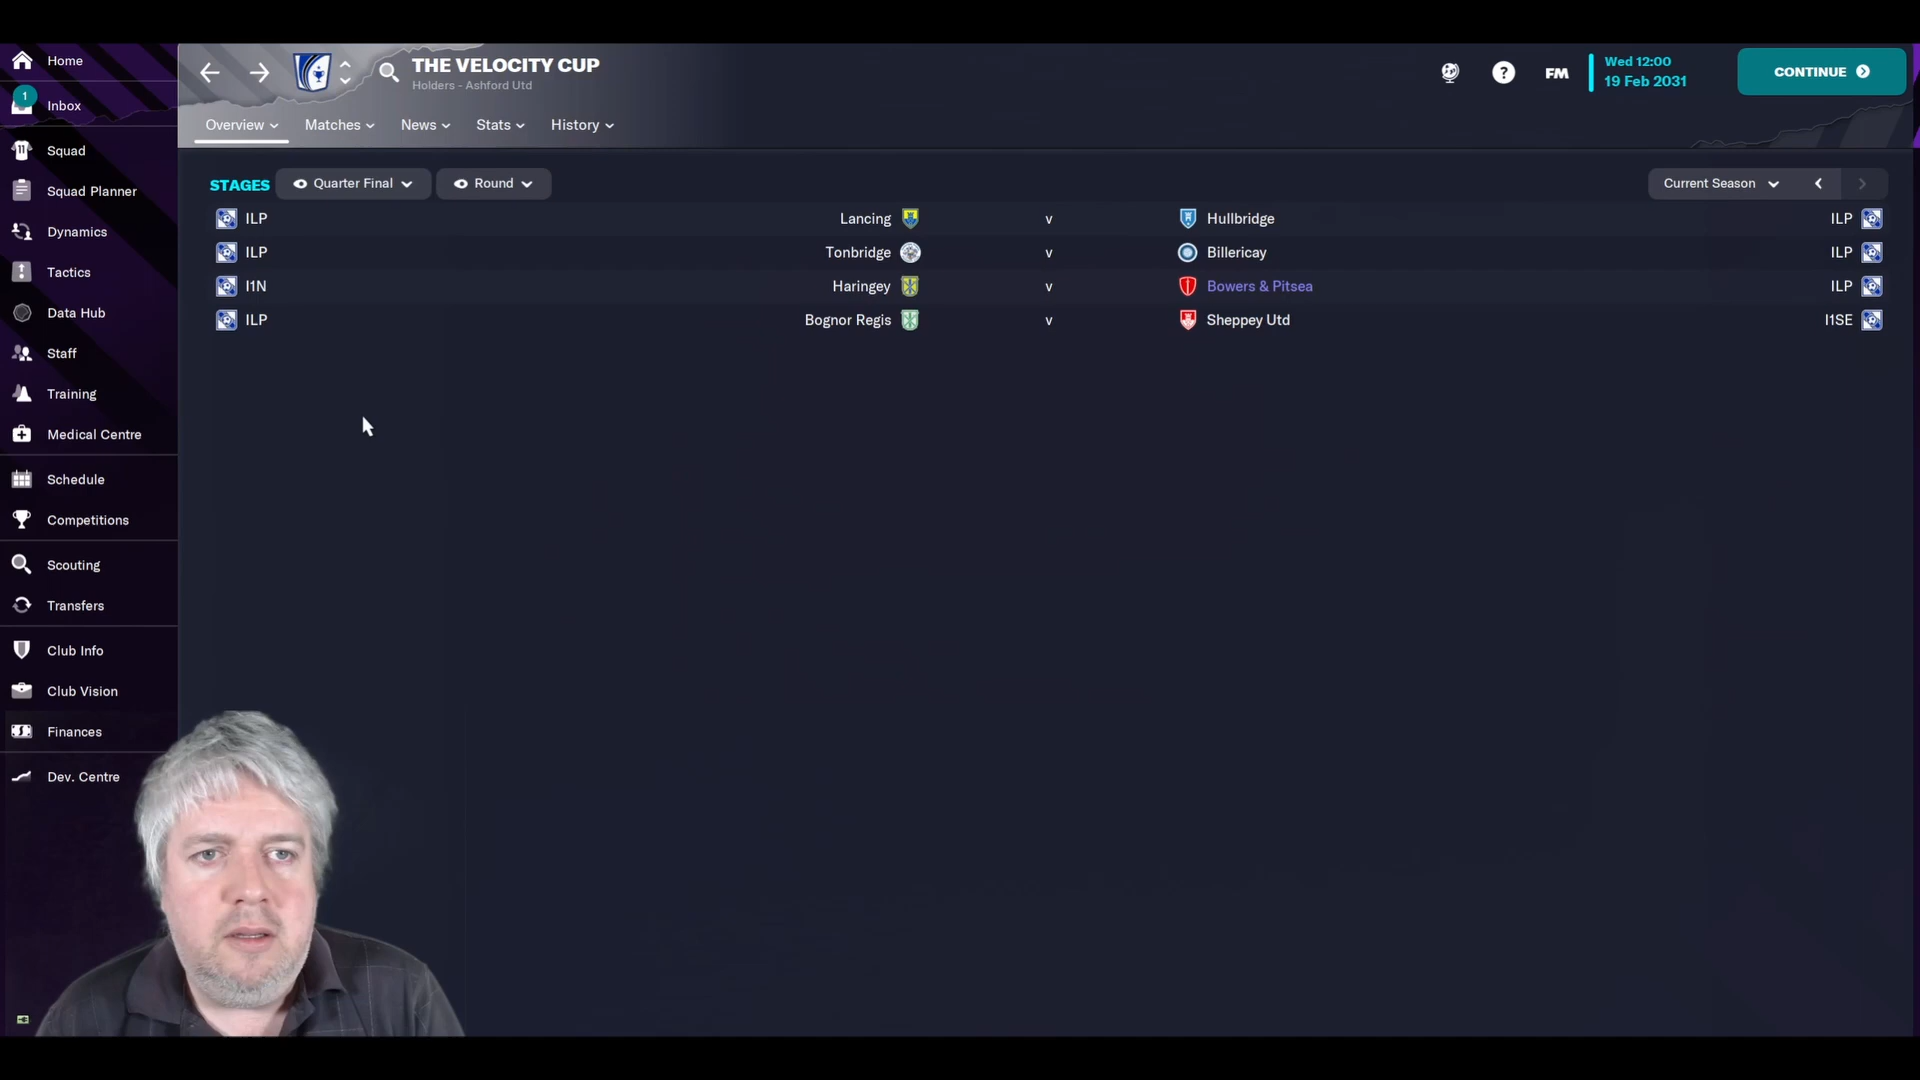 Home
1
Inbox
Squad
Squad Planner
Dynamics
Tactics
Data Hub
Staff
Training
Medical Centre
Schedule
Competitions
Scouting
Transfers
Club Info
Club Vision
Finances
Dev. Centre
THE VELOCITY CUP
Holders - Ashford Utd
? FM
Wed 12:00
19 Feb 2031
CONTINUE
Overview Matches News Stats History
STAGES Quarter Final Round Current Season
ILP Lancing v Hullbridge ILP
ILP Tonbridge v Billericay ILP
I1N Haringey v Bowers & Pitsea ILP
ILP Bognor Regis v Sheppey Utd I1SE